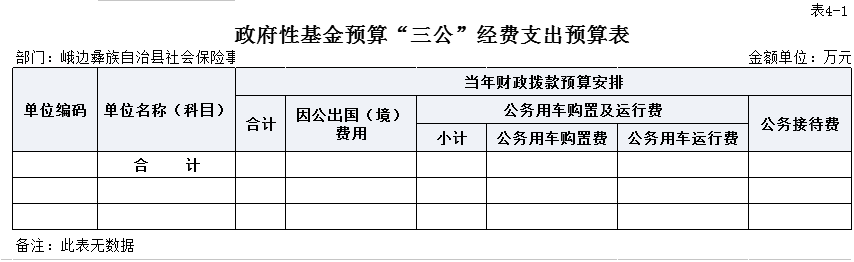 表4-1
政府性基金预算“三公”经费支出预算表
部门：峨边彝族自治县社会保险事
金额单位：万元
单位编码
单位名称（科目）
当年财政拨款预算安排
合计
因公出国（境）
费用
公务用车购置及运行费
公务接待费
小计
公务用车购置费
公务用车运行费
合 计
备注：此表无数据